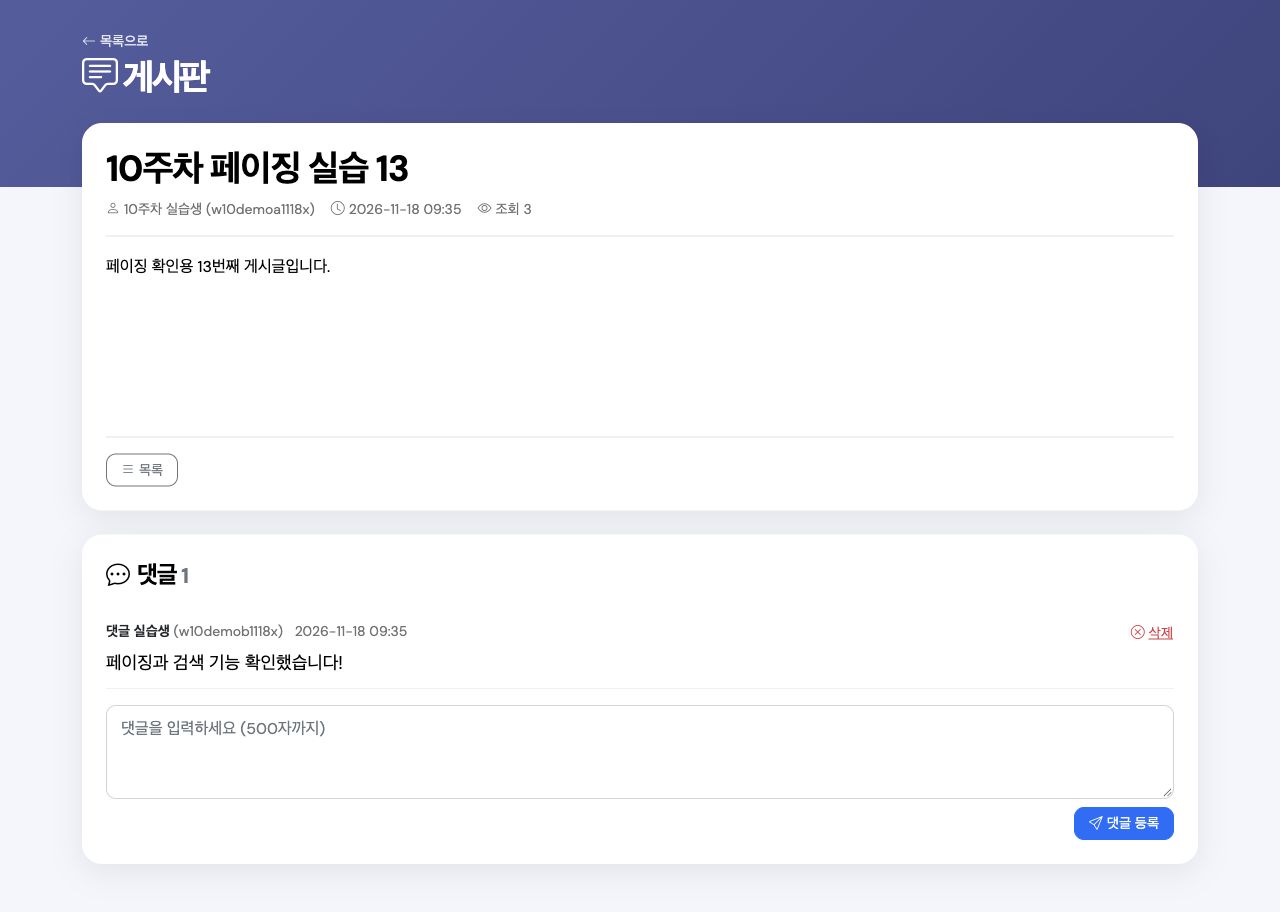 목록으로
게시판
10주차 페이징 실습 13
10주차 실습생 (w10demoa1118x) 2026-11-18 09:35 조회 3
페이징 확인용 13번째 게시글입니다.
목록
댓글 1
댓글 실습생 (w10demob1118x) 2026-11-18 09:35 삭제
페이징과 검색 기능 확인했습니다!
댓글을 입력하세요 (500자까지)
댓글 등록